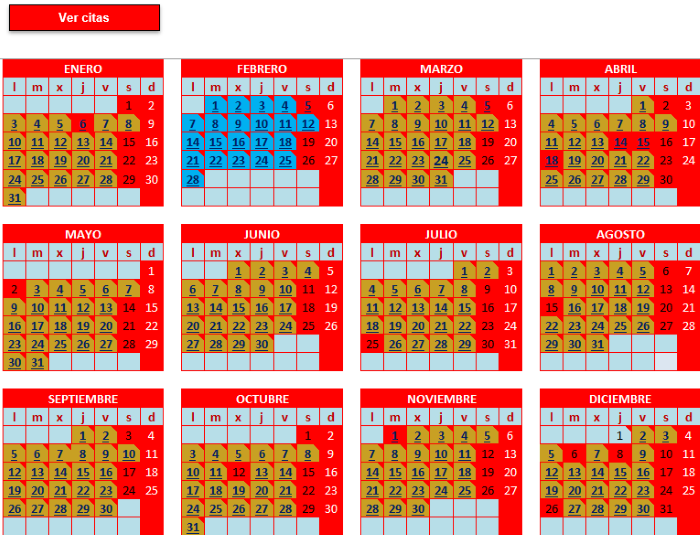 Ver citas
ENERO FEBRERO MARZO ABRIL
l m x j v s d l m x j v s d l m x j v s d l m x j v s d
1 2 1 2 3 4 5 6 1 2 3 4 5 6 1 2 3
3 4 5 6 7 8 9 7 8 9 10 11 12 13 7 8 9 10 11 12 13 4 5 6 7 8 9 10
10 11 12 13 14 15 16 14 15 16 17 18 19 20 14 15 16 17 18 19 20 11 12 13 14 15 16 17
17 18 19 20 21 22 23 21 22 23 24 25 26 27 21 22 23 24 25 26 27 18 19 20 21 22 23 24
24 25 26 27 28 29 30 28 28 29 30 31 25 26 27 28 29 30
31
MAYO JUNIO JULIO AGOSTO
l m x j v s d l m x j v s d l m x j v s d l m x j v s d
1 1 2 3 4 5 1 2 3 1 2 3 4 5 6 7
2 3 4 5 6 7 8 6 7 8 9 10 11 12 4 5 6 7 8 9 10 8 9 10 11 12 13 14
9 10 11 12 13 14 15 13 14 15 16 17 18 19 11 12 13 14 15 16 17 15 16 17 18 19 20 21
16 17 18 19 20 21 22 20 21 22 23 24 25 26 18 19 20 21 22 23 24 22 23 24 25 26 27 28
23 24 25 26 27 28 29 27 28 29 30 25 26 27 28 29 30 31 29 30 31
30 31
SEPTIEMBRE OCTUBRE NOVIEMBRE DICIEMBRE
l m x j v s d l m x j v s d l m x j v s d l m x j v s d
1 2 3 4 1 2 1 2 3 4 5 6 1 2 3 4
5 6 7 8 9 10 11 3 4 5 6 7 8 9 7 8 9 10 11 12 13 5 6 7 8 9 10 11
12 13 14 15 16 17 18 10 11 12 13 14 15 16 14 15 16 17 18 19 20 12 13 14 15 16 17 18
19 20 21 22 23 24 25 17 18 19 20 21 22 23 21 22 23 24 25 26 27 19 20 21 22 23 24 25
26 27 28 29 30 24 25 26 27 28 29 30 28 29 30 26 27 28 29 30 31
31